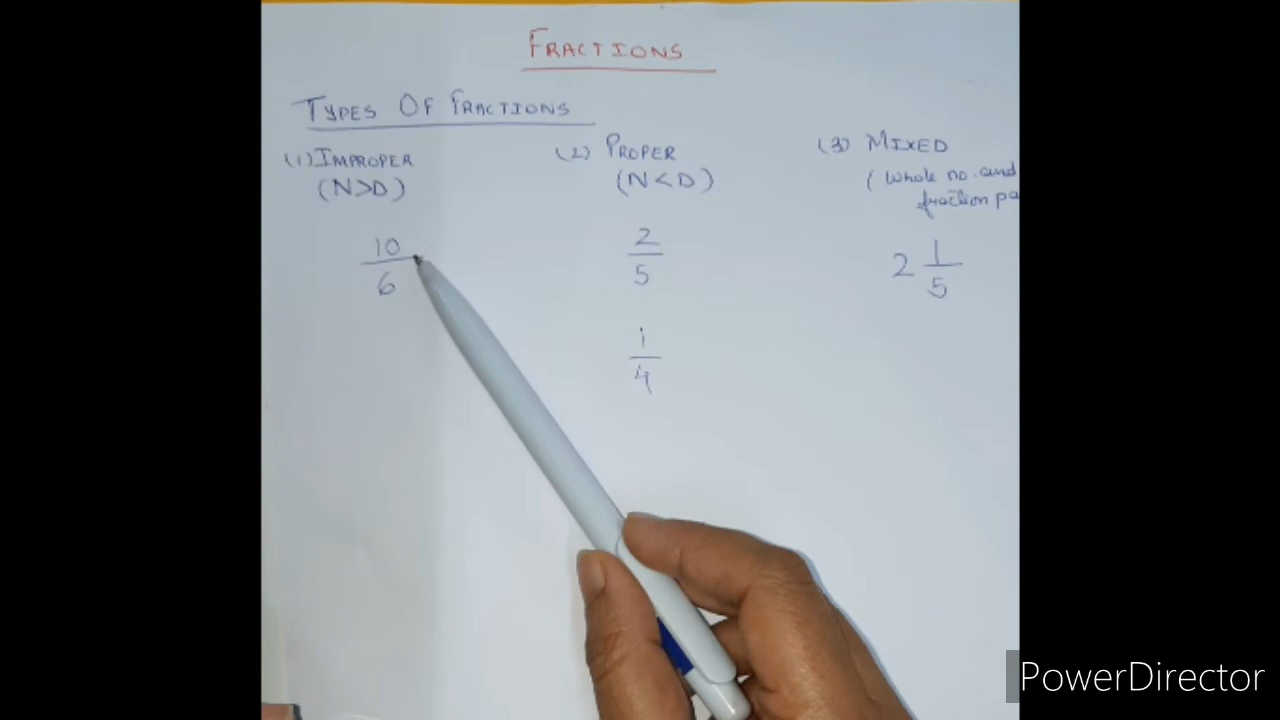 FRACTIONS
TYPES OF FRACTIONS
(1) IMPROPER
(N>D)
10
6
(2) PROPER
(N<D)
2
5
1
4
(3) MIXED
(Whole no. and
fraction pa
2 1
5
PowerDirector